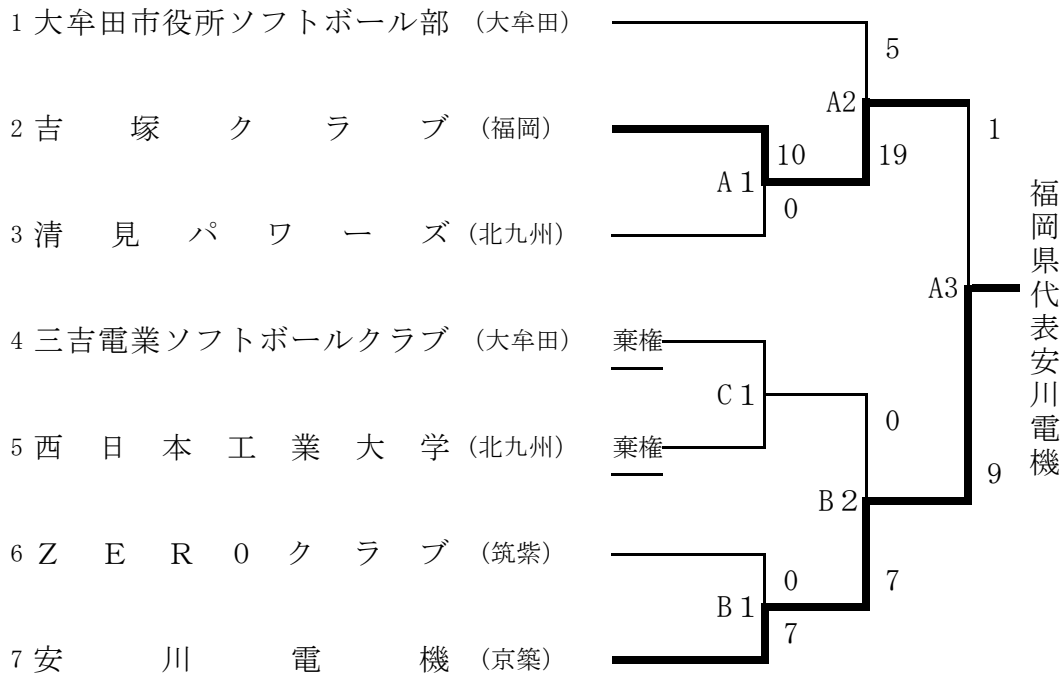 1 大牟田市役所ソフトボール部 (大牟田)
5
A2
2 吉塚クラブ (福岡)
1
10
19
A1
0
3 清見パワーズ (北九州)
福岡県代表安川電機
A3
4 三吉電業ソフトボールクラブ (大牟田) 棄権
C1
0
5 西日本工業大学 (北九州) 棄権
9
B2
6 ＺＥＲ０クラブ (筑紫)
0
7
B1
7
7 安川電機 (京築)